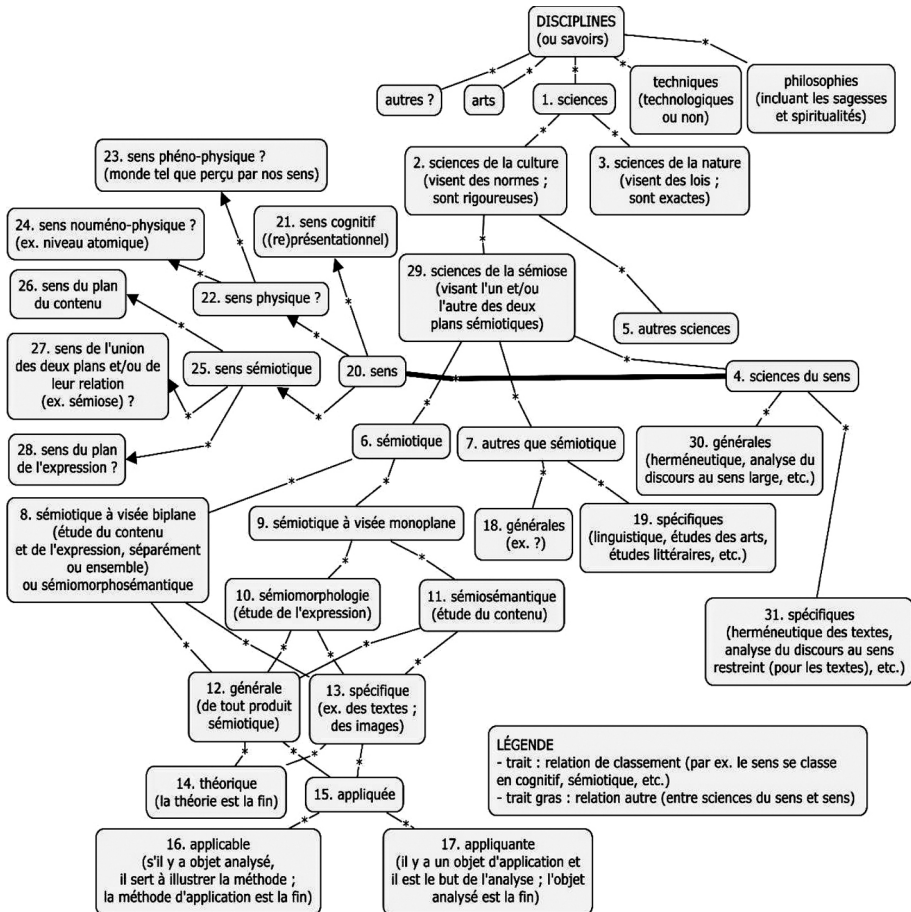 DISCIPLINES
(ou savoirs)
autres ?
arts
1. sciences
techniques
(technologiques
ou non)
philosophies
(incluant les sagesses
et spiritualités)
23. sens phéno-physique ?
(monde tel que perçu par nos sens)
2. sciences de la culture
(visent des normes ;
sont rigoureuses)
3. sciences de la nature
(visent des lois ;
sont exactes)
24. sens nouméno-physique ?
(ex. niveau atomique)
21. sens cognitif
((re)présentationnel)
29. sciences de la sémiose
(visant l'un et/ou
l'autre des deux
plans sémiotiques)
26. sens du plan
du contenu
22. sens physique ?
5. autres sciences
27. sens de l'union
des deux plans et/ou de
leur relation
(ex. sémiose) ?
25. sens sémiotique
20. sens
4. sciences du sens
28. sens du plan
de l'expression ?
6. sémiotique
7. autres que sémiotique
30. générales
(herméneutique, analyse du
discours au sens large, etc.)
8. sémiotique à visée biplane
(étude du contenu
et de l'expression, séparément
ou ensemble)
ou sémiomorphosémantique
9. sémiotique à visée monoplane
18. générales
(ex. ?)
19. spécifiques
(linguistique, études des arts,
études littéraires, etc.)
10. sémiomorphologie
(étude de l'expression)
11. sémiosémantique
(étude du contenu)
31. spécifiques
(herméneutique des textes,
analyse du discours au sens
restreint (pour les textes), etc.)
12. générale
(de tout produit
sémiotique)
13. spécifique
(ex. des textes ;
des images)
LÉGENDE
- trait : relation de classement (par ex. le sens se classe
en cognitif, sémiotique, etc.)
- trait gras : relation autre (entre sciences du sens et sens)
14. théorique
(la théorie est la fin)
15. appliquée
16. applicable
(s'il y a objet analysé,
il sert à illustrer la méthode ;
la méthode d'application est la fin)
17. appliquante
(il y a un objet d'application et
il est le but de l'analyse ; l'objet
analysé est la fin)